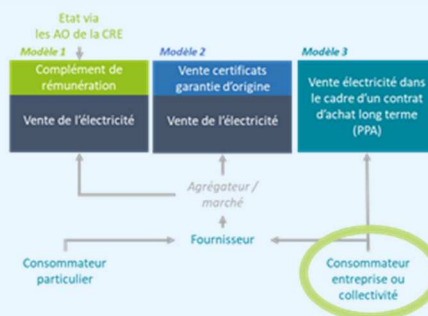 Etat via
les AO de la CRE
Modèle 1
Modèle 2
Modèle 3
Complément de
rémunération
Vente de l'électricité
Vente certificats
garantie d'origine
Vente de l'électricité
Vente électricité dans
le cadre d'un contrat
d'achat long terme
(PPA)
Agrégateur /
marché
Fournisseur
Consommateur
particulier
Consommateur
entreprise ou
collectivité